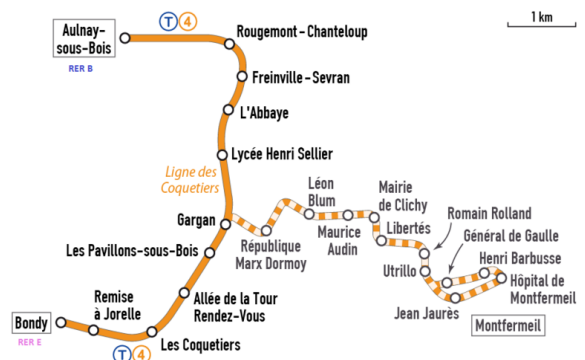 T 4
1 km
Aulnay-
sous-Bois
RER B
Rougemont – Chanteloup
Freinville – Sevran
L'Abbaye
Lycée Henri Sellier
Ligne des
Coquetiers
Gargan
Les Pavillons-sous-Bois
Allée de la Tour
Rendez-Vous
Remise
à Jorelle
Bondy
RER E
Les Coquetiers
T 4
République
Marx Dormoy
Léon
Blum
Maurice
Audin
Mairie
de Clichy
Libertés
Romain Rolland
Général de Gaulle
Utrillo
Henri Barbusse
Hôpital de
Montfermeil
Jean Jaurès
Montfermeil